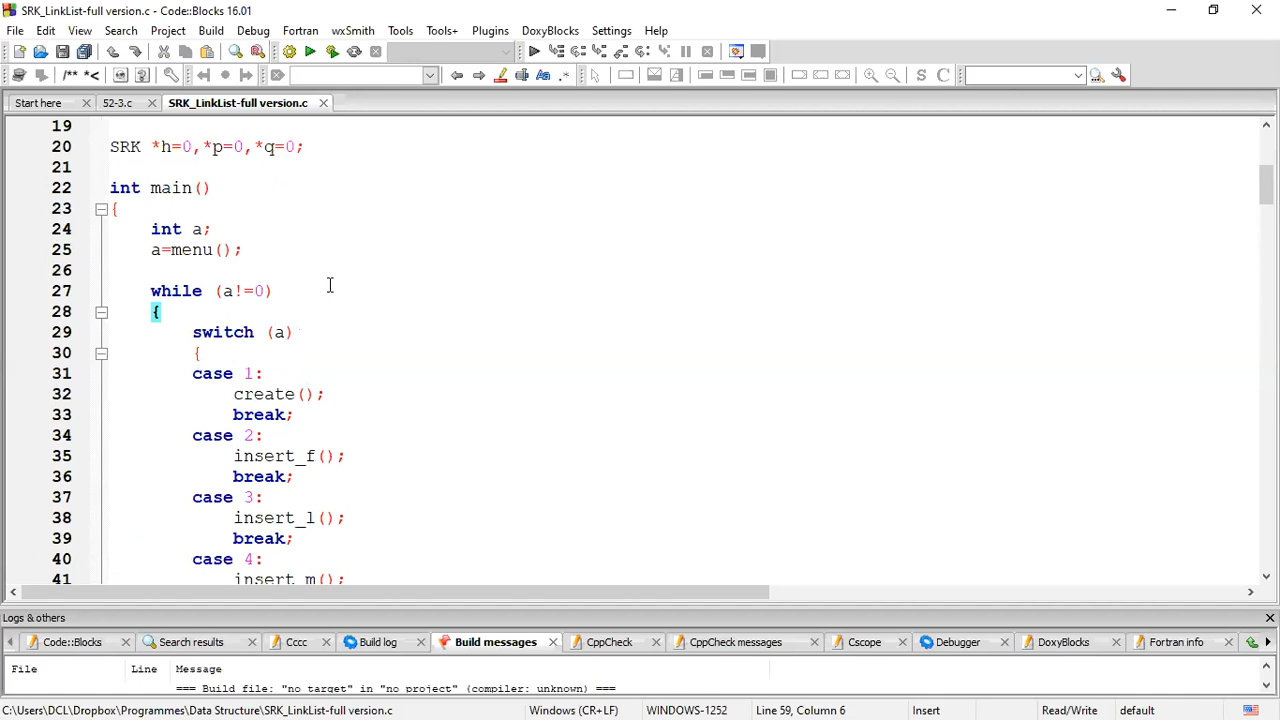 SRK_LinkList-full version.c - Code::Blocks 16.01
File Edit View Search Project Build Debug Fortran wxSmith Tools Tools+ Plugins DoxyBlocks Settings Help
/** *< S C
Start here 52-3.c SRK_LinkList-full version.c
19
20 SRK *h=0,*p=0,*q=0;
21
22 int main()
23 {
24 int a;
25 a=menu();
26
27 while (a!=0)
28 {
29 switch (a)
30 {
31 case 1:
32 create();
33 break;
34 case 2:
35 insert_f();
36 break;
37 case 3:
38 insert_l();
39 break;
40 case 4:
41 insert_m();
Logs & others
Code::Blocks Search results Cccc Build log Build messages CppCheck CppCheck messages Cscope Debugger DoxyBlocks Fortran info
File Line Message
=== Build file: "no target" in "no project" (compiler: unknown) ===
C:\Users\DCL\Dropbox\Programmes\Data Structure\SRK_LinkList-full version.c Windows (CR+LF) WINDOWS-1252 Line 59, Column 6 Insert Read/Write default